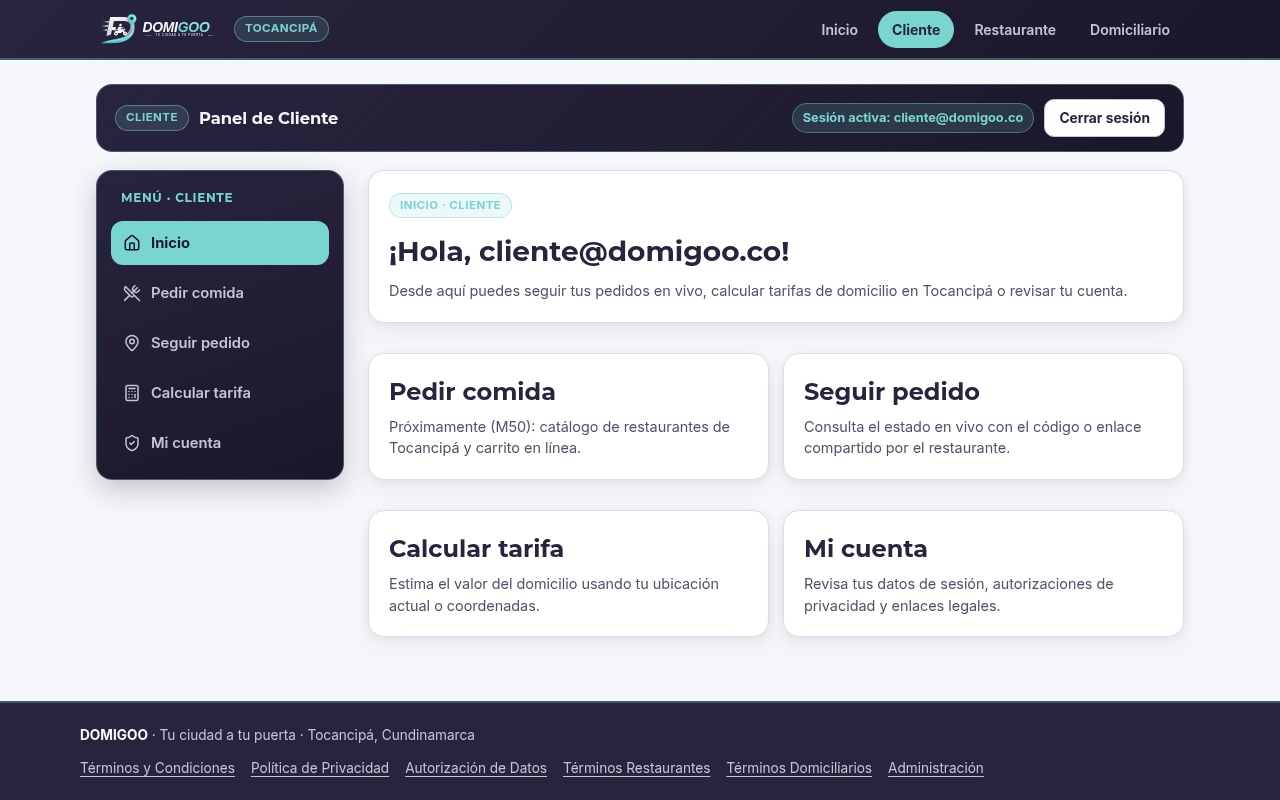 DOMIGOO
TU CIUDAD A TU PUERTA
TOCANCIPÁ
Inicio
Cliente
Restaurante
Domiciliario
CLIENTE
Panel de Cliente
Sesión activa: cliente@domigoo.co
Cerrar sesión
MENÚ · CLIENTE
Inicio
Pedir comida
Seguir pedido
Calcular tarifa
Mi cuenta
INICIO · CLIENTE
¡Hola, cliente@domigoo.co!
Desde aquí puedes seguir tus pedidos en vivo, calcular tarifas de domicilio en Tocancipá o revisar tu cuenta.
Pedir comida
Próximamente (M50): catálogo de restaurantes de
Tocancipá y carrito en línea.
Seguir pedido
Consulta el estado en vivo con el código o enlace
compartido por el restaurante.
Calcular tarifa
Estima el valor del domicilio usando tu ubicación
actual o coordenadas.
Mi cuenta
Revisa tus datos de sesión, autorizaciones de
privacidad y enlaces legales.
DOMIGOO · Tu ciudad a tu puerta · Tocancipá, Cundinamarca
Términos y Condiciones
Política de Privacidad
Autorización de Datos
Términos Restaurantes
Términos Domiciliarios
Administración